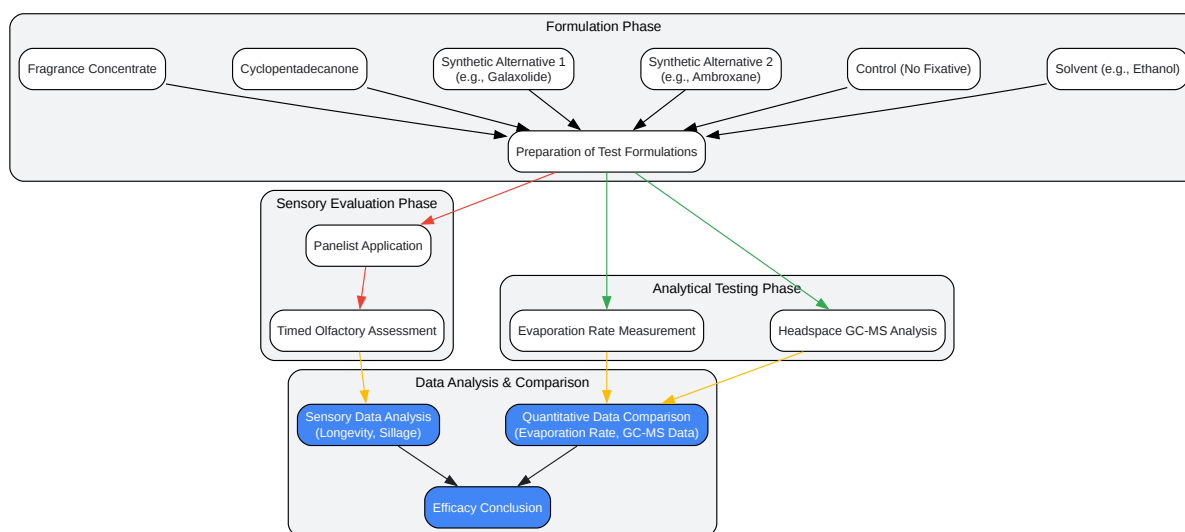 Formulation Phase
Fragrance Concentrate
Cyclopentadecanone
Synthetic Alternative 1
(e.g., Galaxolide)
Synthetic Alternative 2
(e.g., Ambroxane)
Control (No Fixative)
Solvent (e.g., Ethanol)
Preparation of Test Formulations
Sensory Evaluation Phase
Panelist Application
Timed Olfactory Assessment
Analytical Testing Phase
Evaporation Rate Measurement
Headspace GC-MS Analysis
Data Analysis & Comparison
Sensory Data Analysis
(Longevity, Sillage)
Quantitative Data Comparison
(Evaporation Rate, GC-MS Data)
Efficacy Conclusion